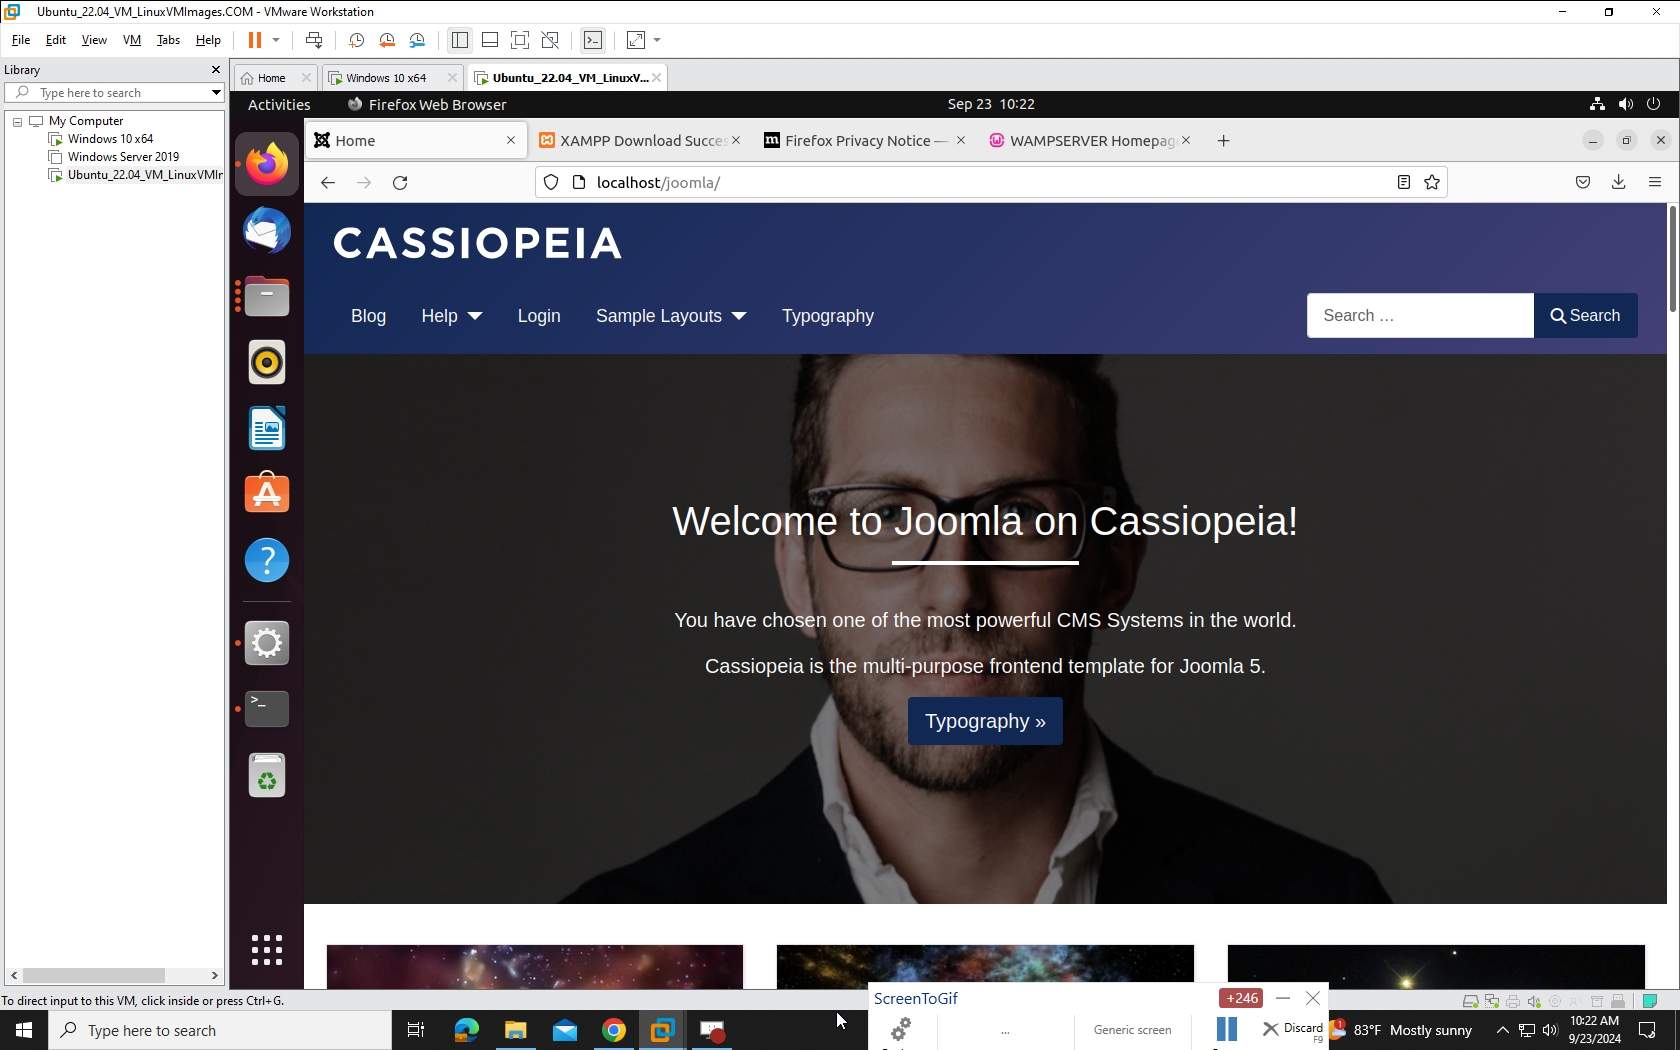 Ubuntu_22.04_VM_LinuxVMImages.COM - VMware Workstation
File Edit View VM Tabs Help
Library
Type here to search
My Computer
Windows 10 x64
Windows Server 2019
Ubuntu_22.04_VM_LinuxVMIr
Home
Windows 10 x64
Ubuntu_22.04_VM_LinuxV...
Activities
Firefox Web Browser
Sep 23 10:22
Home
XAMPP Download Succes
Firefox Privacy Notice —
WAMPSERVER Homepag
localhost/joomla/
CASSIOPEIA
Blog
Help
Login
Sample Layouts
Typography
Search …
Search
Welcome to Joomla on Cassiopeia!
You have chosen one of the most powerful CMS Systems in the world.
Cassiopeia is the multi-purpose frontend template for Joomla 5.
Typography »
To direct input to this VM, click inside or press Ctrl+G.
ScreenToGif
+246
...
Generic screen
Discard
F9
Type here to search
1
83°F Mostly sunny
10:22 AM
9/23/2024